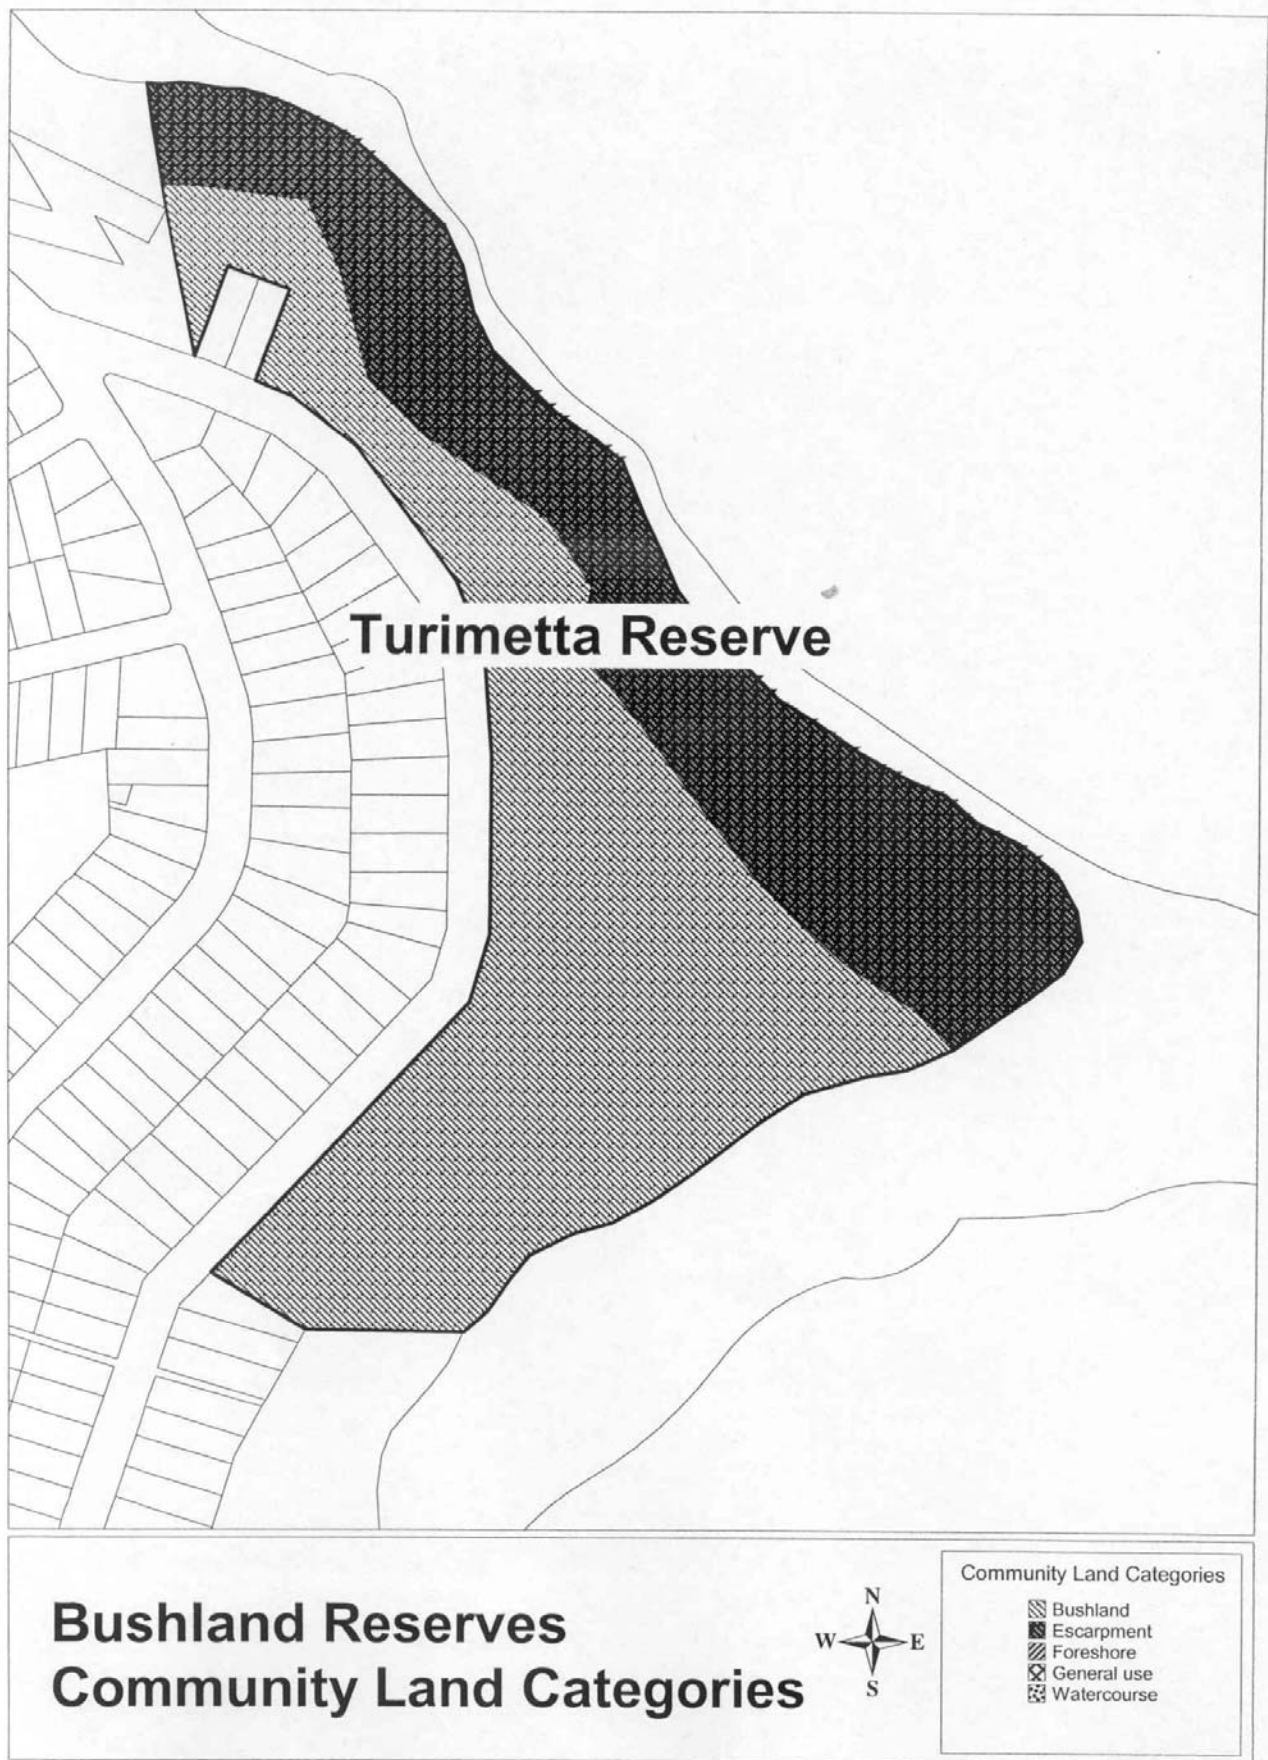 Turimetta Reserve
Bushland Reserves
Community Land Categories
N
W
E
S
Community Land Categories
Bushland
Escarpment
Foreshore
General use
Watercourse